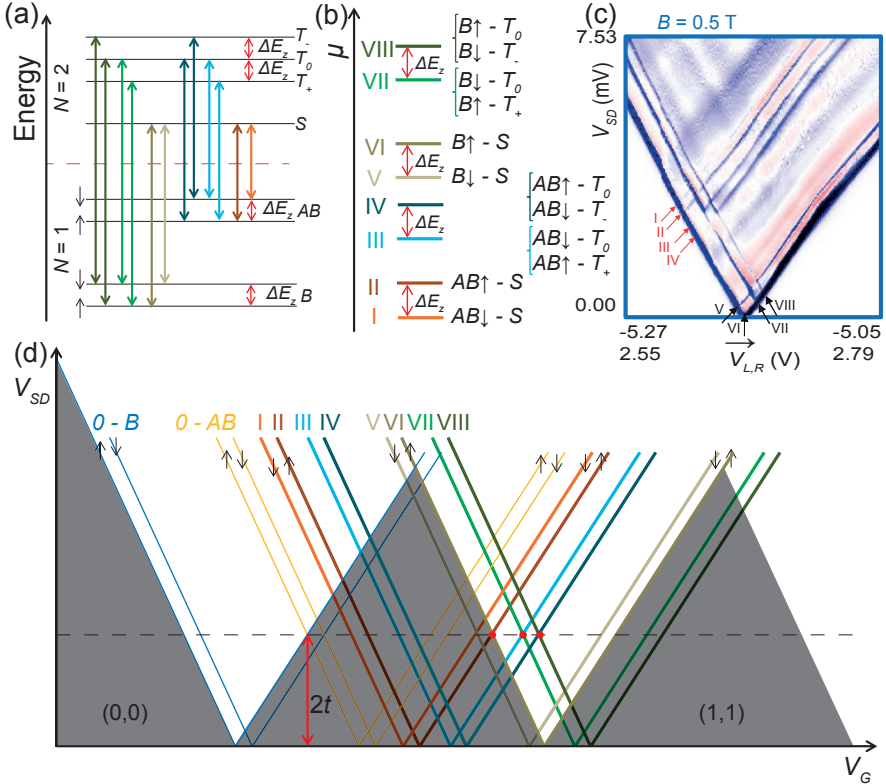 (a)
Energy
N = 2
N = 1
T-
T0
T+
S
AB
B
ΔEz
ΔEz
ΔEz
ΔEz
(b)
μ
VIII
VII
VI
V
IV
III
II
I
ΔEz
ΔEz
ΔEz
ΔEz
B↑ - T0
B↓ - T-
B↓ - T0
B↑ - T+
B↑ - S
B↓ - S
AB↑ - T0
AB↓ - T-
AB↓ - T0
AB↑ - T+
AB↑ - S
AB↓ - S
(c)
B = 0.5 T
7.53
VSD (mV)
0.00
I
II
III
IV
V
VI
VII
VIII
-5.27
2.55
VL,R (V)
-5.05
2.79
(d)
VSD
0 - B
0 - AB
I II III IV V VI VII VIII
↑ ↓ ↑ ↓ ↓ ↑ ↓ ↑ ↑ ↓ ↓ ↑ ↓ ↑
2t
(0,0)
(1,1)
VG